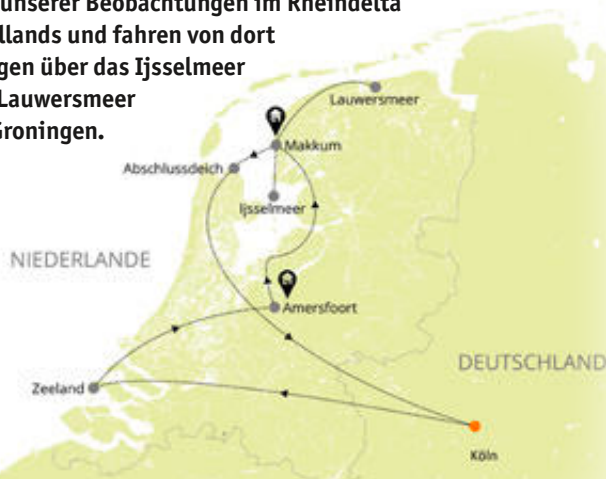 unserer Beobachtungen im Rheindelta
llands und fahren von dort
gen über das Ijsselmeer
Lauwersmeer
Groningen.
Lauwersmeer
Makkum
Abschlussdeich
Ijsselmeer
NIEDERLANDE
Amersfoort
DEUTSCHLAND
Zeeland
Köln